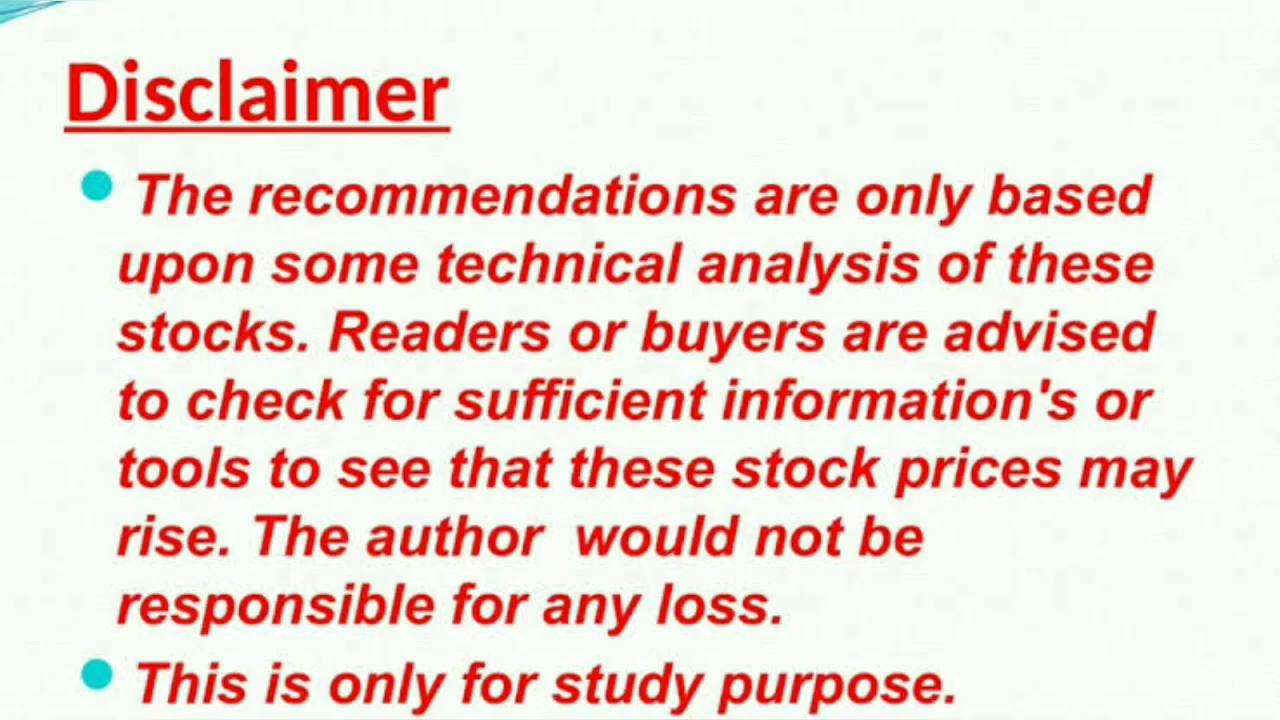 Disclaimer
The recommendations are only based
upon some technical analysis of these
stocks. Readers or buyers are advised
to check for sufficient information's or
tools to see that these stock prices may
rise. The author  would not be
responsible for any loss.
This is only for study purpose.